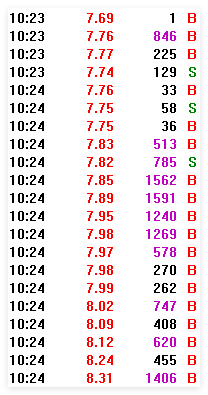 10:23 7.69 1 B
10:23 7.76 846 B
10:23 7.77 225 B
10:23 7.74 129 S
10:24 7.76 33 B
10:24 7.75 58 S
10:24 7.75 36 B
10:24 7.83 513 B
10:24 7.82 785 S
10:24 7.85 1562 B
10:24 7.89 1591 B
10:24 7.95 1240 B
10:24 7.98 1269 B
10:24 7.97 578 B
10:24 7.98 270 B
10:24 7.99 262 B
10:24 8.02 747 B
10:24 8.09 408 B
10:24 8.12 620 B
10:24 8.24 455 B
10:24 8.31 1406 B